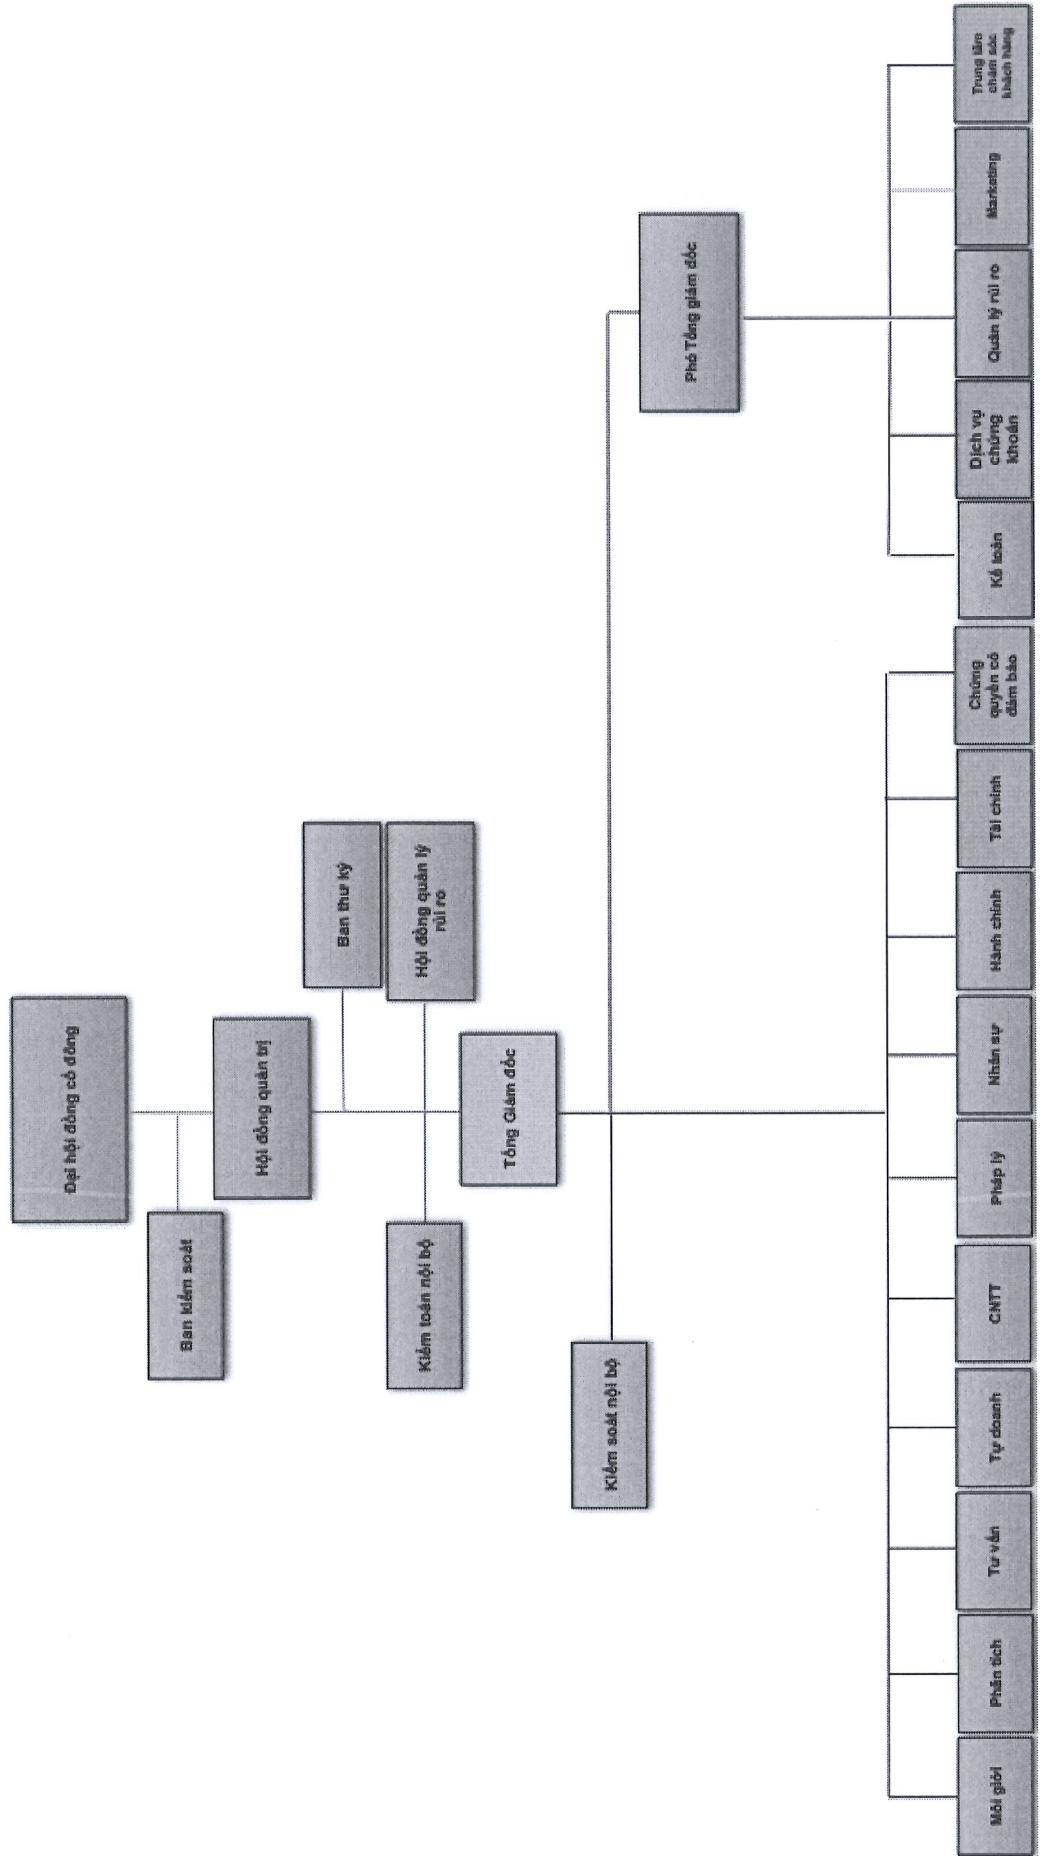 Đại hội đồng cổ đông
Ban kiểm soát
Hội đồng quản trị
Ban thư ký
Kiểm toán nội bộ
Hội đồng quản lý
rủi ro
Tổng Giám đốc
Kiểm soát nội bộ
Phó Tổng giám đốc
Môi giới
Phân tích
Tư vấn
Tự doanh
CNTT
Pháp lý
Nhân sự
Hành chính
Tài chính
Chứng
quyền có
đảm bảo
Kế toán
Dịch vụ
chứng
khoán
Quản lý rủi ro
Marketing
Trung tâm
chăm sóc
khách hàng